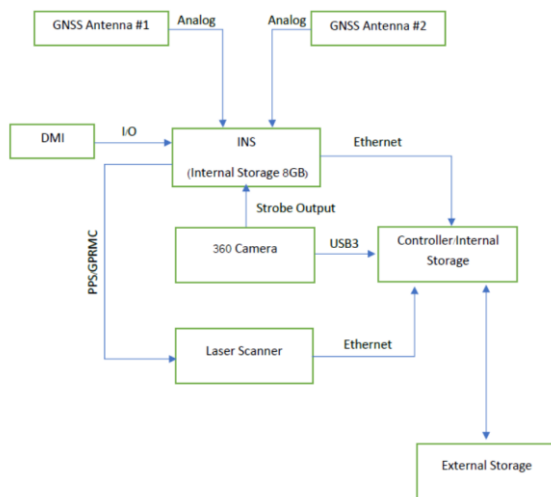 GNSS Antenna #1
Analog
Analog
GNSS Antenna #2
DMI
I/O
INS
(Internal Storage 8GB)
Ethernet
Strobe Output
360 Camera
USB3
Controller/Internal
Storage
PPS/GPRMC
Laser Scanner
Ethernet
External Storage